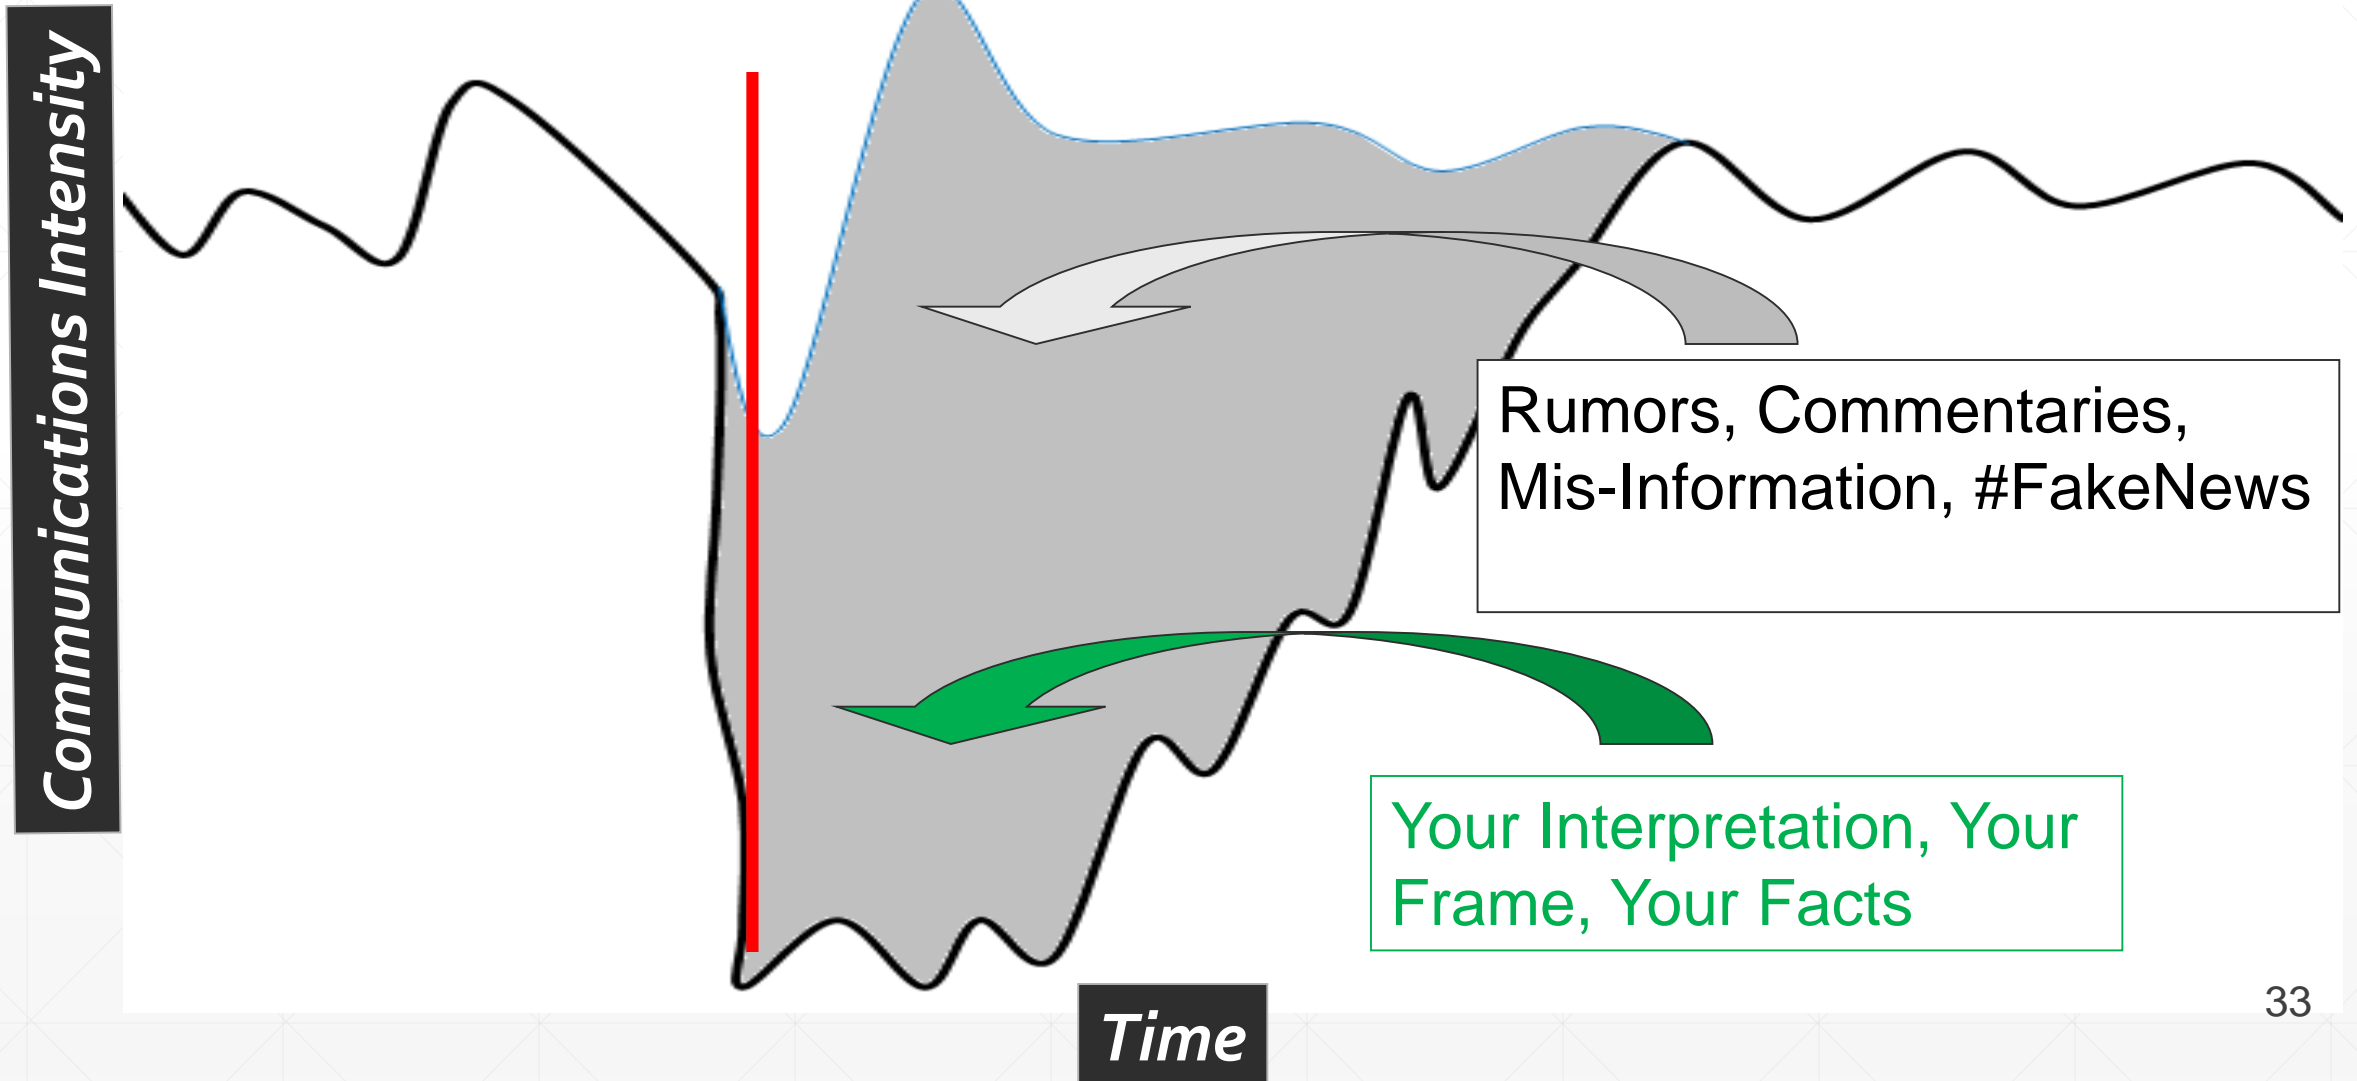 Communications Intensity
Rumors, Commentaries,
Mis-Information, #FakeNews
Your Interpretation, Your
Frame, Your Facts
33
Time